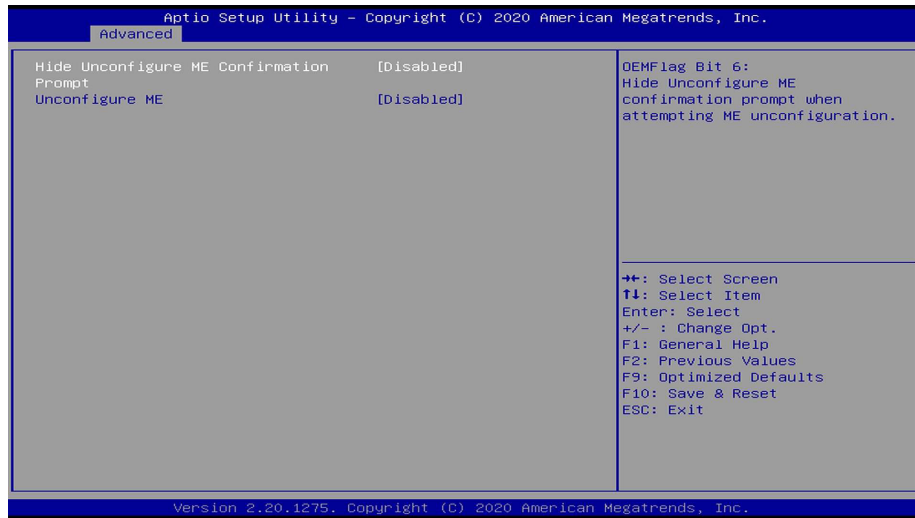 Aptio Setup Utility – Copyright (C) 2020 American Megatrends, Inc.
Advanced
Hide Unconfigure ME Confirmation [Disabled]
Prompt
Unconfigure ME [Disabled]
OEMFlag Bit 6:
Hide Unconfigure ME
confirmation prompt when
attempting ME unconfiguration.
→←: Select Screen
↑↓: Select Item
Enter: Select
+/- : Change Opt.
F1: General Help
F2: Previous Values
F9: Optimized Defaults
F10: Save & Reset
ESC: Exit
Version 2.20.1275. Copyright (C) 2020 American Megatrends, Inc.